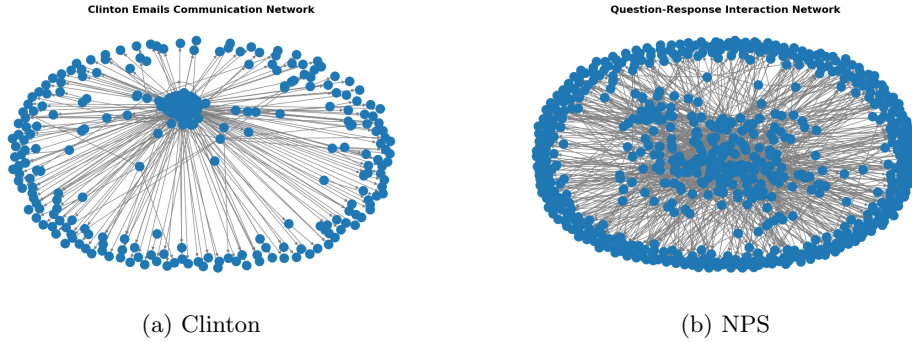 Clinton Emails Communication Network
Question-Response Interaction Network
(a) Clinton
(b) NPS